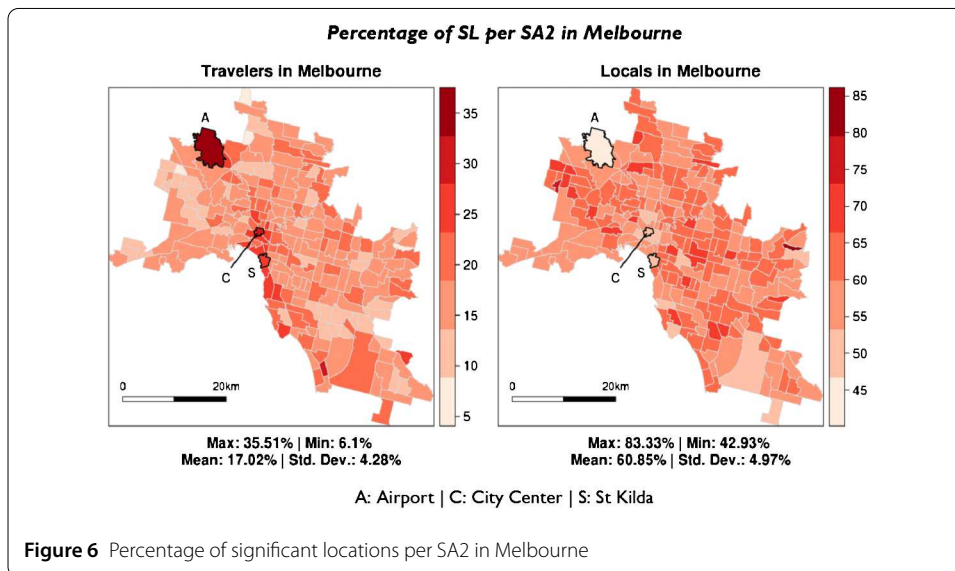 Percentage of SL per SA2 in Melbourne
Travelers in Melbourne
A
C
S
0
20km
35
30
25
20
15
10
5
Max: 35.51% | Min: 6.1%
Mean: 17.02% | Std. Dev.: 4.28%
Locals in Melbourne
A
C
S
0
20km
85
80
75
70
65
60
55
50
45
Max: 83.33% | Min: 42.93%
Mean: 60.85% | Std. Dev.: 4.97%
A: Airport | C: City Center | S: St Kilda
Figure 6 Percentage of significant locations per SA2 in Melbourne